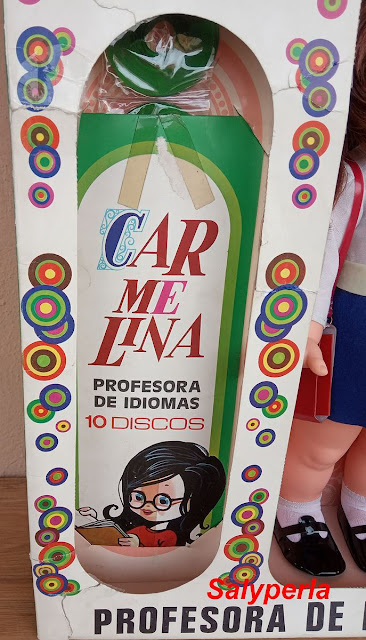 CAR
ME
LINA
PROFESORA
DE IDIOMAS
10 DISCOS
Salyperla
PROFESORA DE